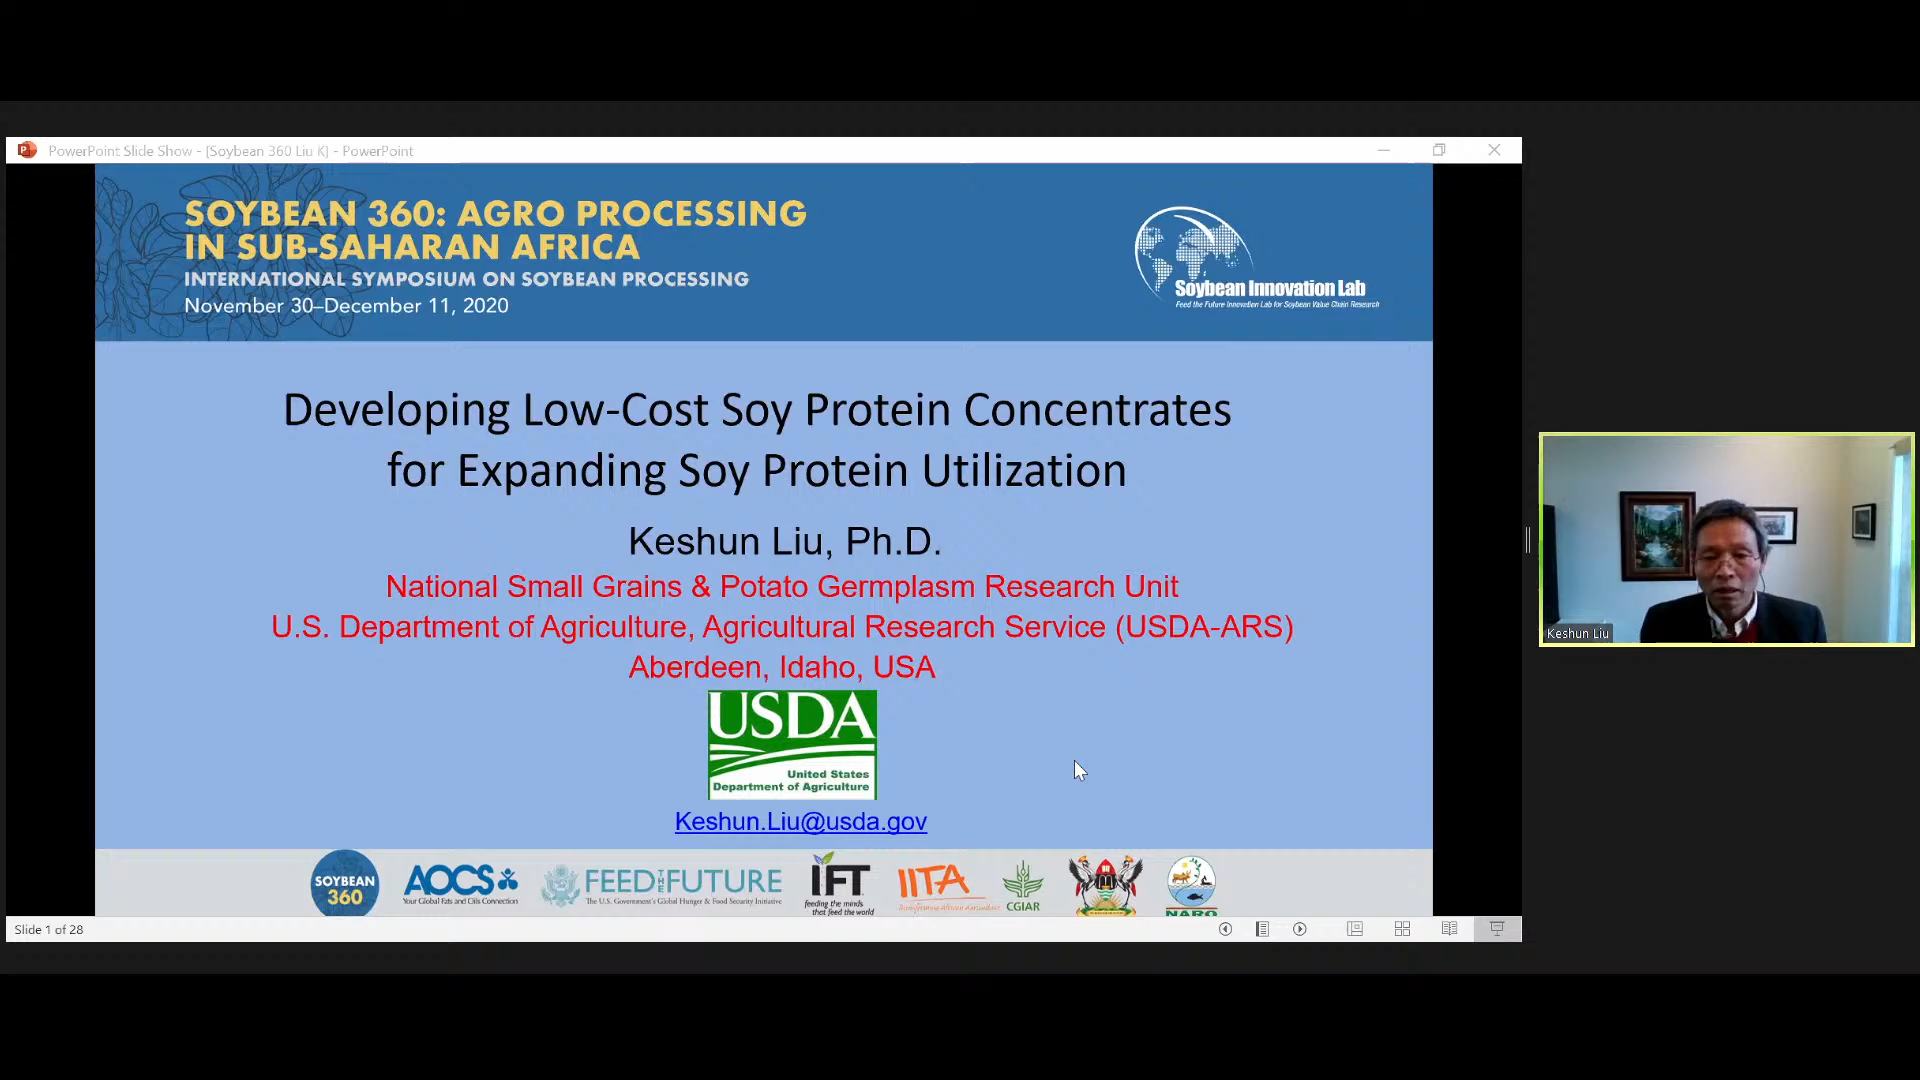 PowerPoint Slide Show - [Soybean 360 Liu K] - PowerPoint
SOYBEAN 360: AGRO PROCESSING
IN SUB-SAHARAN AFRICA
INTERNATIONAL SYMPOSIUM ON SOYBEAN PROCESSING
November 30–December 11, 2020
Soybean Innovation Lab
Feed the Future Innovation Lab for Soybean Value Chain Research
Developing Low-Cost Soy Protein Concentrates
for Expanding Soy Protein Utilization
Keshun Liu, Ph.D.
National Small Grains & Potato Germplasm Research Unit
U.S. Department of Agriculture, Agricultural Research Service (USDA-ARS)
Aberdeen, Idaho, USA
USDA
United States
Department of Agriculture
Keshun.Liu@usda.gov
Keshun Liu
SOYBEAN
360
AOCS
Your Global Fats and Oils Connection
FEED THE FUTURE
The U.S. Government's Global Hunger & Food Security Initiative
IFT
feeding the minds
that feed the world
IITA
Transforming African Agriculture
CGIAR
NARO
Slide 1 of 28